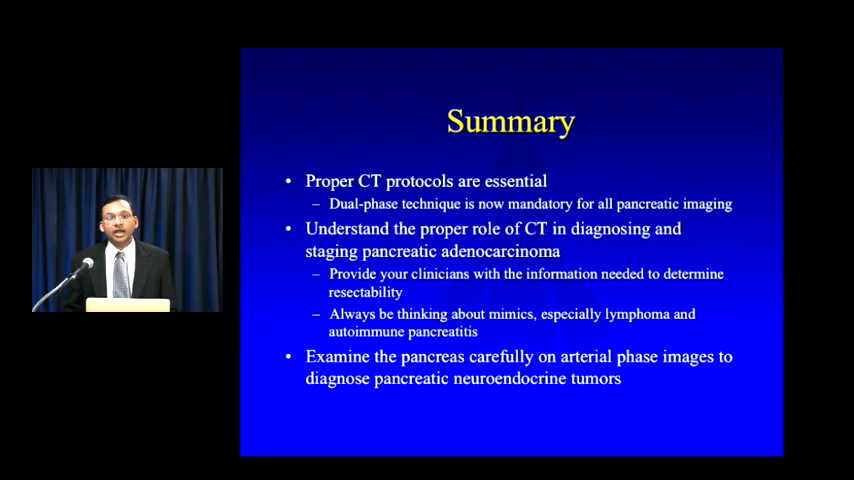 Summary
• Proper CT protocols are essential
– Dual-phase technique is now mandatory for all pancreatic imaging
• Understand the proper role of CT in diagnosing and
staging pancreatic adenocarcinoma
– Provide your clinicians with the information needed to determine
resectability
– Always be thinking about mimics, especially lymphoma and
autoimmune pancreatitis
• Examine the pancreas carefully on arterial phase images to
diagnose pancreatic neuroendocrine tumors